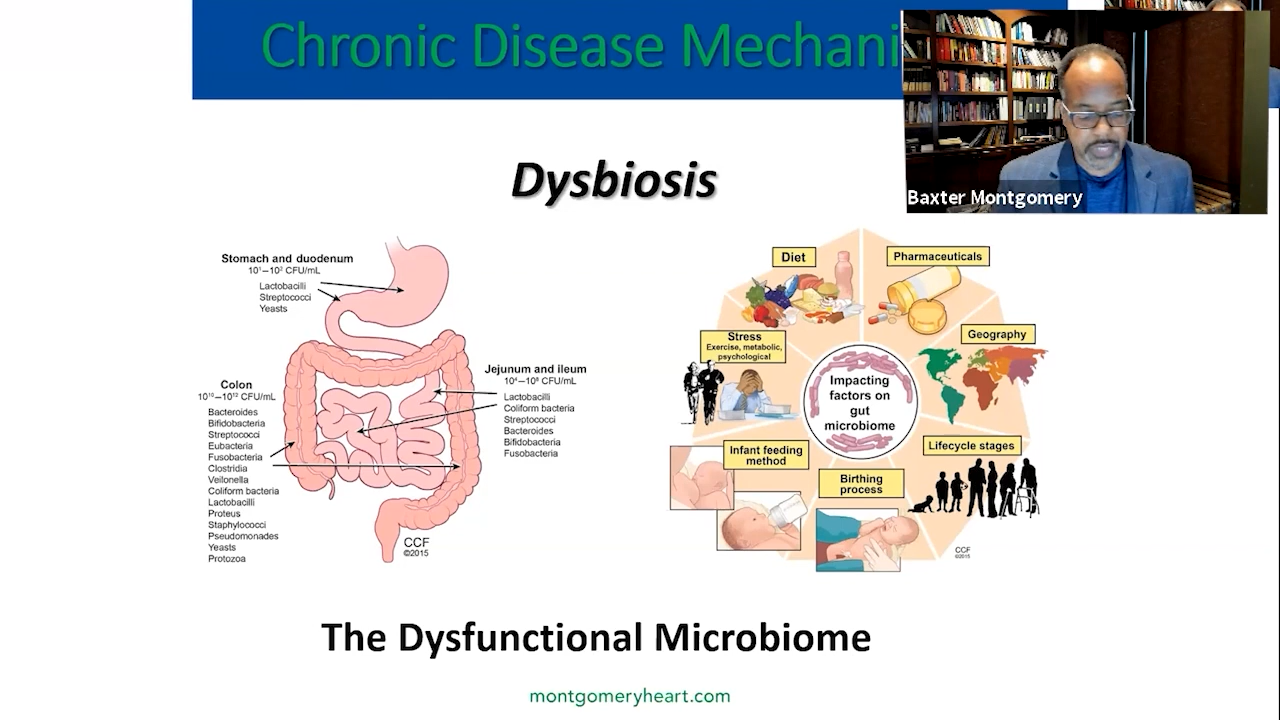 Chronic Disease Mechani
Baxter Montgomery
Dysbiosis
Stomach and duodenum
10¹–10² CFU/mL
Lactobacilli
Streptococci
Yeasts
Colon
10¹⁰–10¹² CFU/mL
Bacteroides
Bifidobacteria
Streptococci
Eubacteria
Fusobacteria
Clostridia
Veilonella
Coliform bacteria
Lactobacilli
Proteus
Staphylococci
Pseudomonades
Yeasts
Protozoa
Jejunum and ileum
10⁴–10⁸ CFU/mL
Lactobacilli
Coliform bacteria
Streptococci
Bacteroides
Bifidobacteria
Fusobacteria
CCF
©2015
Diet
Pharmaceuticals
Stress
Exercise, metabolic,
psychological
Geography
Impacting
factors on
gut
microbiome
Infant feeding
method
Lifecycle stages
Birthing
process
CCF
©2015
The Dysfunctional Microbiome
montgomeryheart.com